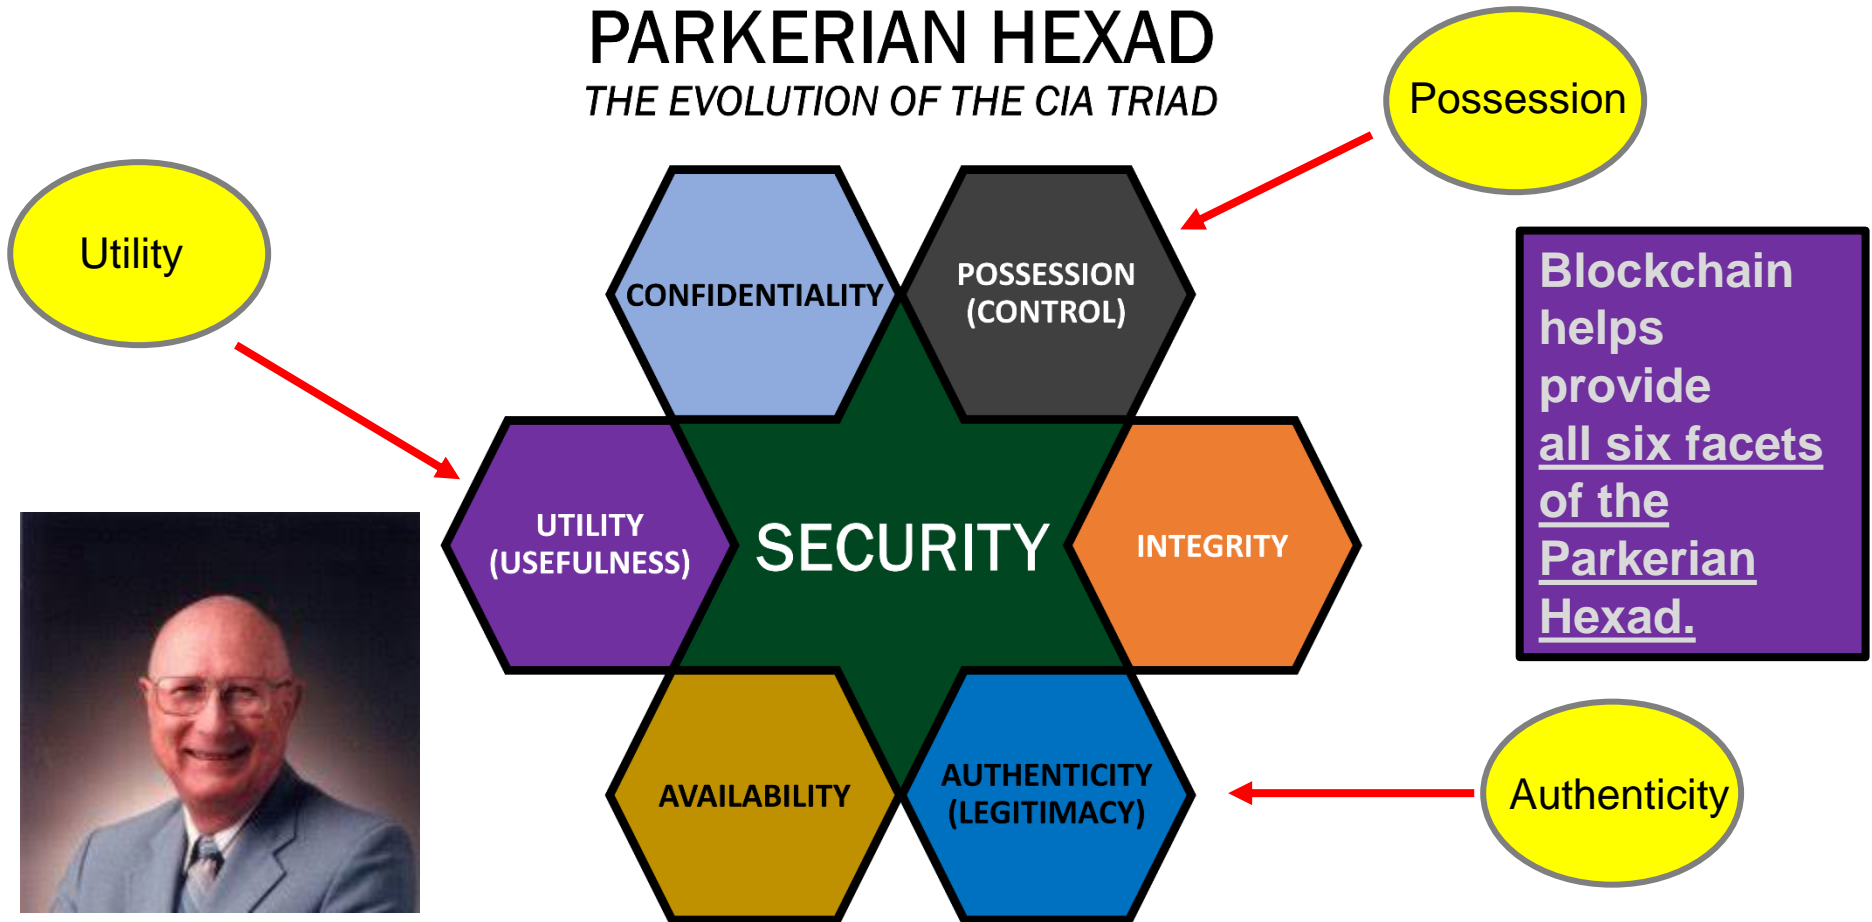 PARKERIAN HEXAD
THE EVOLUTION OF THE CIA TRIAD
Possession
Utility
CONFIDENTIALITY
POSSESSION
(CONTROL)
Blockchain
helps
provide
all six facets
of the
Parkerian
Hexad.
UTILITY
(USEFULNESS)
SECURITY
INTEGRITY
AVAILABILITY
AUTHENTICITY
(LEGITIMACY)
Authenticity